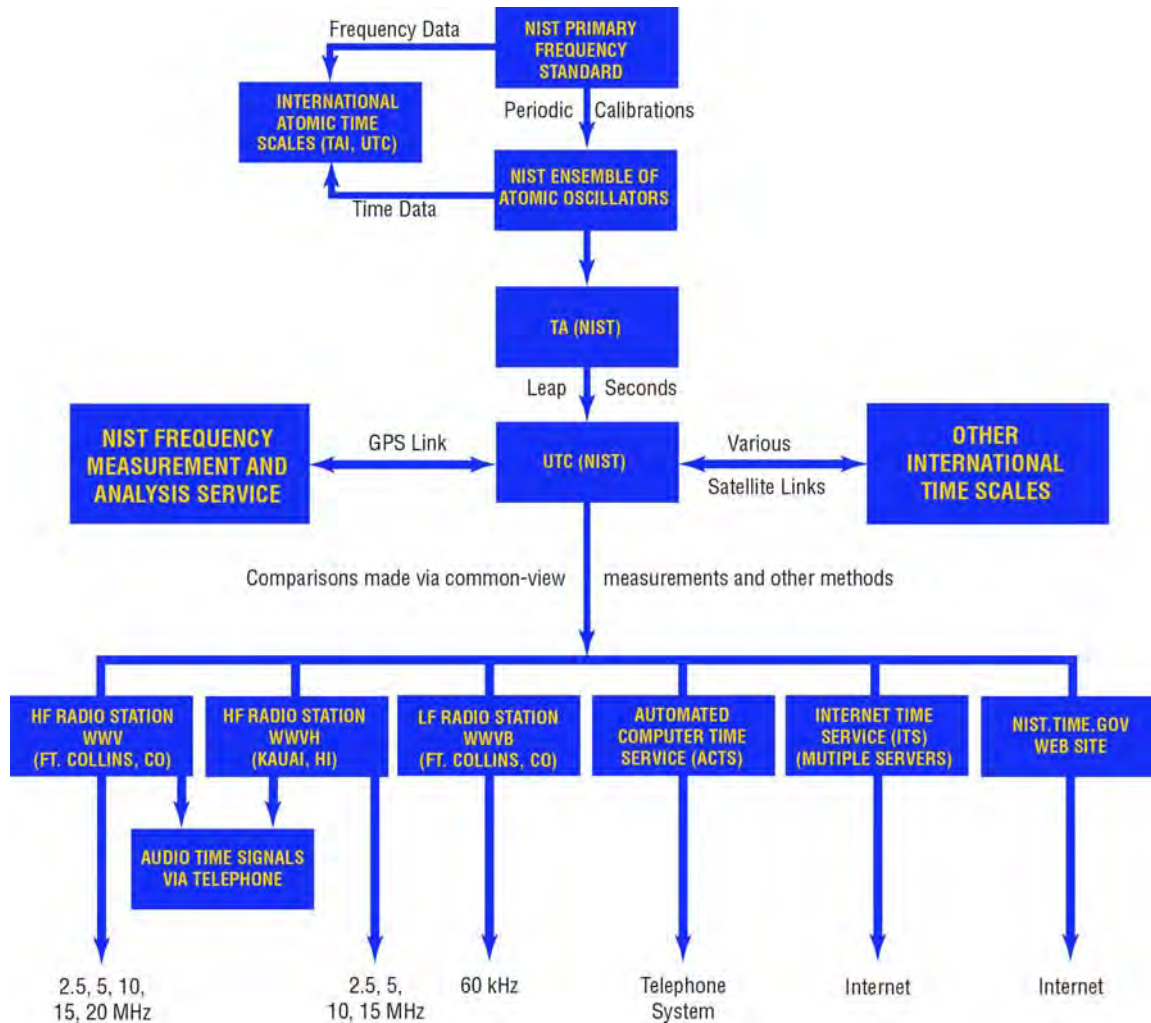 Frequency Data
NIST PRIMARY
FREQUENCY
STANDARD
INTERNATIONAL
ATOMIC TIME
SCALES (TAI, UTC)
Periodic Calibrations
NIST ENSEMBLE OF
ATOMIC OSCILLATORS
Time Data
TA (NIST)
Leap Seconds
NIST FREQUENCY
MEASUREMENT AND
ANALYSIS SERVICE
GPS Link
UTC (NIST)
Various
Satellite Links
OTHER
INTERNATIONAL
TIME SCALES
Comparisons made via common-view measurements and other methods
HF RADIO STATION
WWV
(FT. COLLINS, CO)
HF RADIO STATION
WWVH
(KAUAI, HI)
LF RADIO STATION
WWVB
(FT. COLLINS, CO)
AUTOMATED
COMPUTER TIME
SERVICE (ACTS)
INTERNET TIME
SERVICE (ITS)
(MUTIPLE SERVERS)
NIST.TIME.GOV
WEB SITE
AUDIO TIME SIGNALS
VIA TELEPHONE
2.5, 5, 10,
15, 20 MHz
2.5, 5,
10, 15 MHz
60 kHz
Telephone
System
Internet
Internet